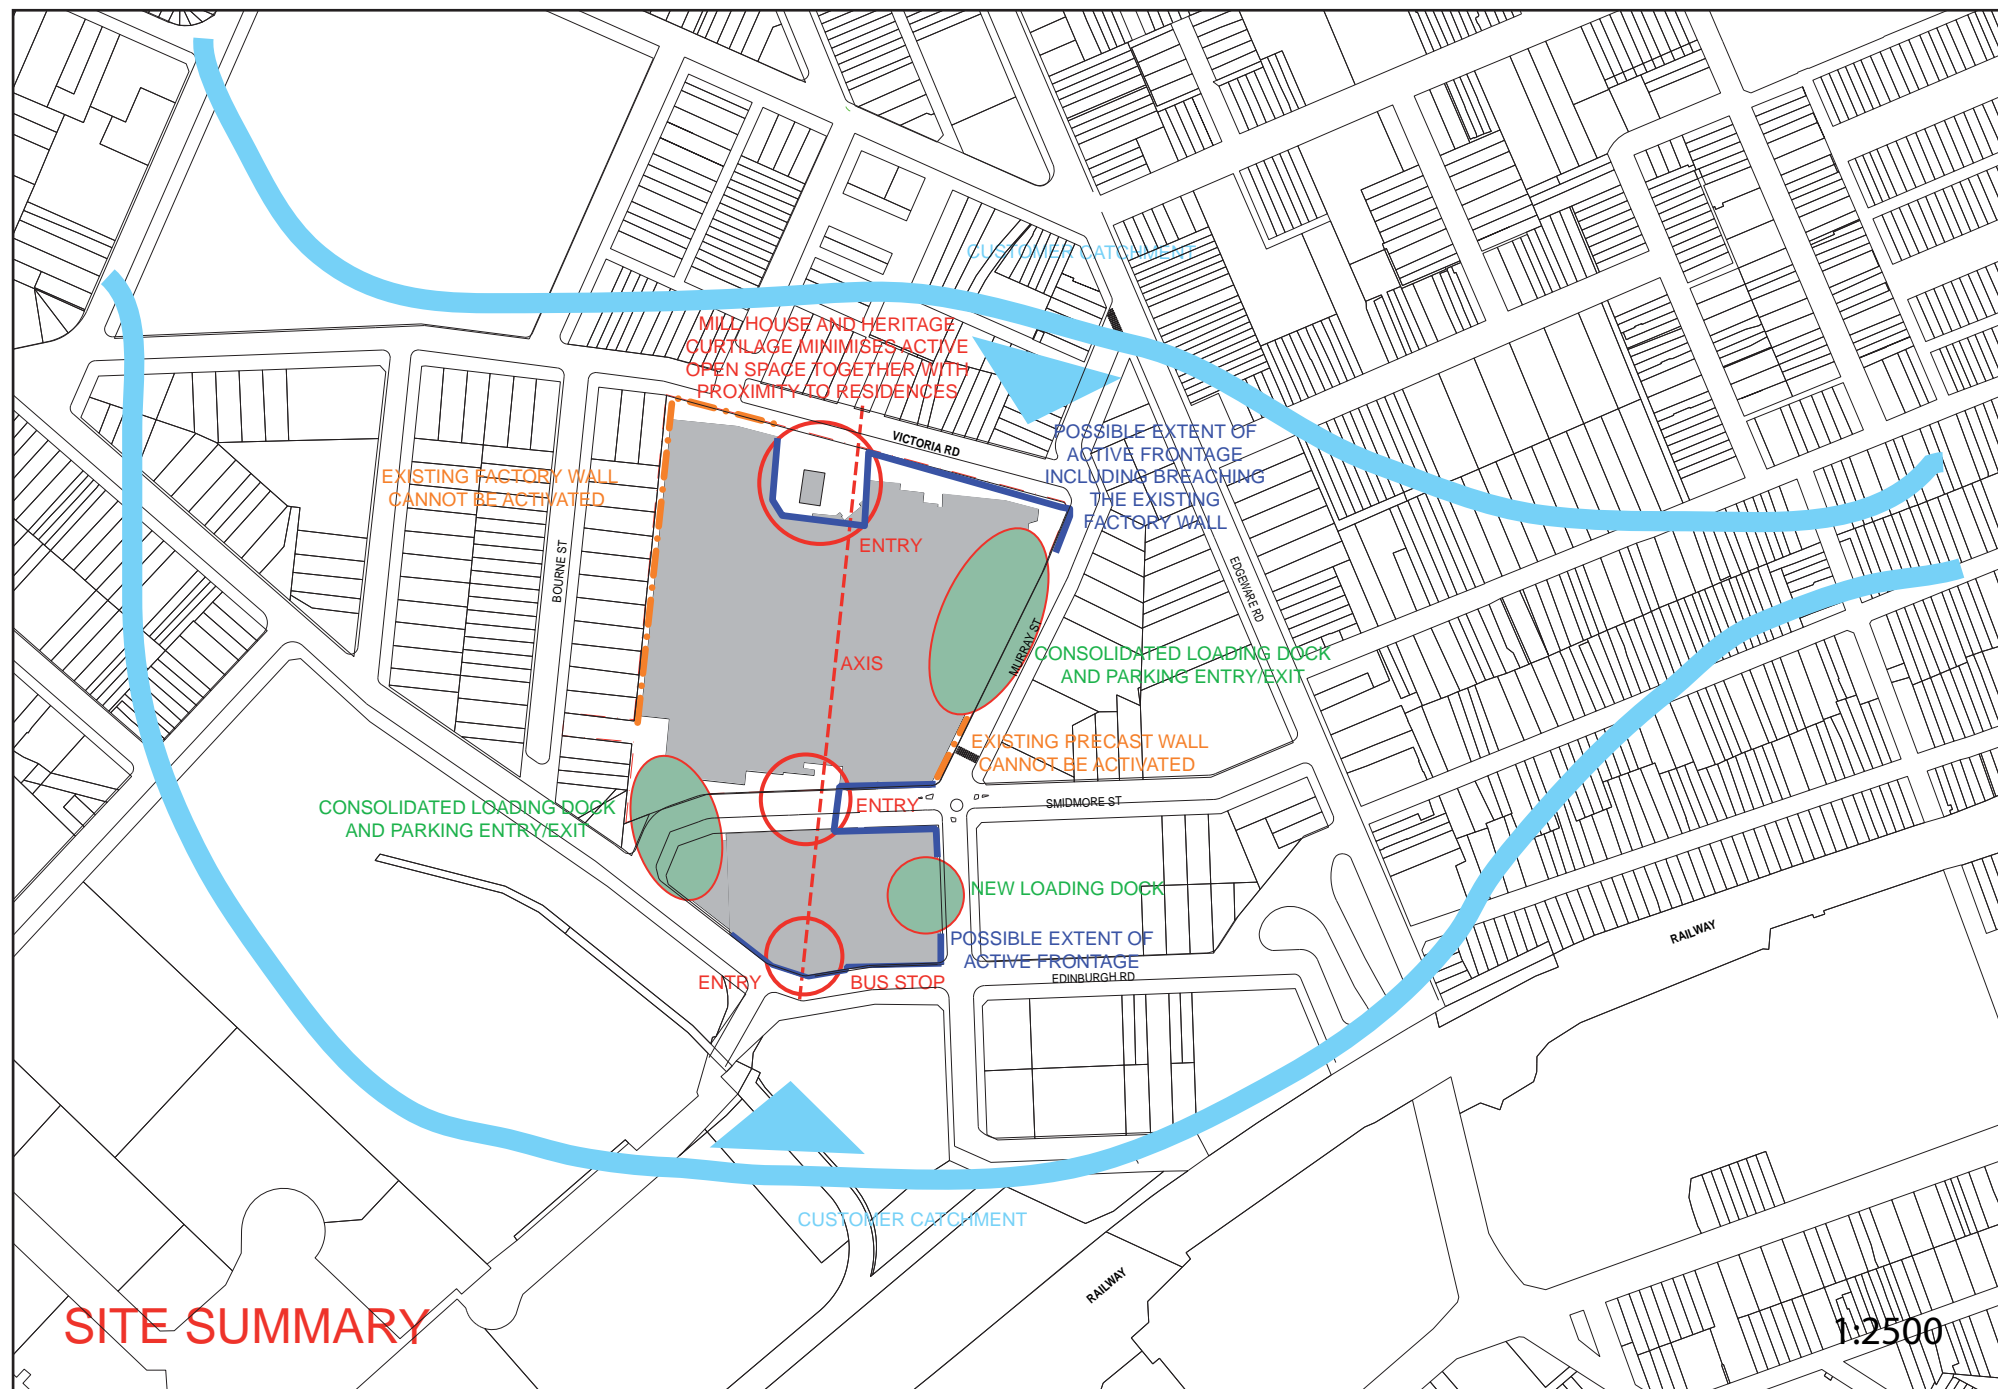 CUSTOMER CATCHMENT
MILL HOUSE AND HERITAGE
CURTILAGE MINIMISES ACTIVE
OPEN SPACE TOGETHER WITH
PROXIMITY TO RESIDENCES
VICTORIA RD
POSSIBLE EXTENT OF
ACTIVE FRONTAGE
INCLUDING BREACHING
THE EXISTING
FACTORY WALL
EXISTING FACTORY WALL
CANNOT BE ACTIVATED
ENTRY
BOURNE ST
EDGEWARE RD
MURRAY ST
AXIS
CONSOLIDATED LOADING DOCK
AND PARKING ENTRY/EXIT
EXISTING PRECAST WALL
CANNOT BE ACTIVATED
CONSOLIDATED LOADING DOCK
AND PARKING ENTRY/EXIT
ENTRY
SMIDMORE ST
NEW LOADING DOCK
POSSIBLE EXTENT OF
ACTIVE FRONTAGE
RAILWAY
ENTRY
BUS STOP
EDINBURGH RD
CUSTOMER CATCHMENT
RAILWAY
SITE SUMMARY
1:2500